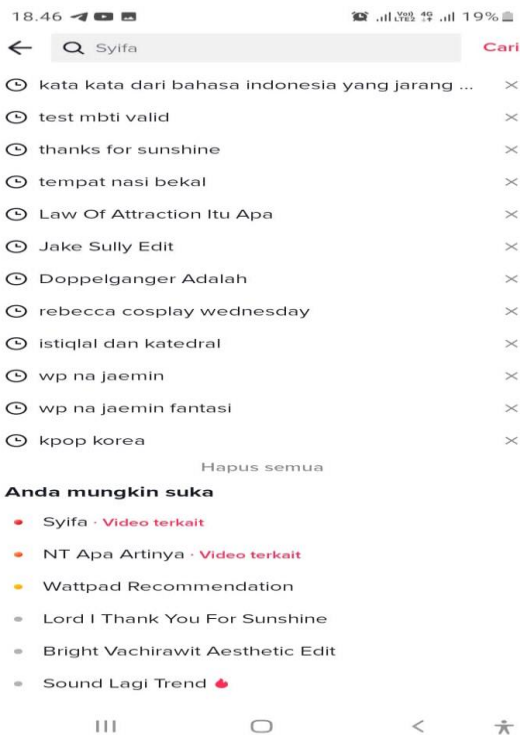 18.46 Vo)) LTE2 4G 19%
Syifa Cari
kata kata dari bahasa indonesia yang jarang ...
test mbti valid
thanks for sunshine
tempat nasi bekal
Law Of Attraction Itu Apa
Jake Sully Edit
Doppelganger Adalah
rebecca cosplay wednesday
istiqlal dan katedral
wp na jaemin
wp na jaemin fantasi
kpop korea
Hapus semua
Anda mungkin suka
Syifa · Video terkait
NT Apa Artinya · Video terkait
Wattpad Recommendation
Lord I Thank You For Sunshine
Bright Vachirawit Aesthetic Edit
Sound Lagi Trend